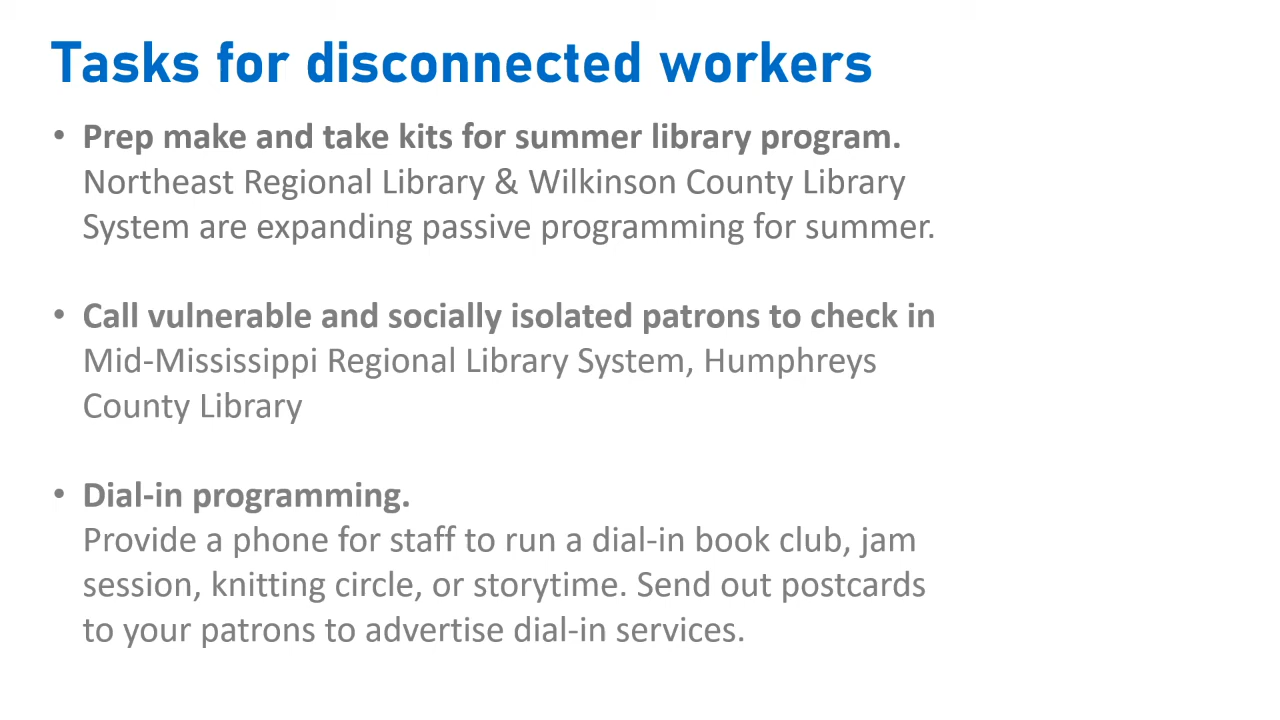 Tasks for disconnected workers
• Prep make and take kits for summer library program.
Northeast Regional Library & Wilkinson County Library
System are expanding passive programming for summer.
• Call vulnerable and socially isolated patrons to check in
Mid-Mississippi Regional Library System, Humphreys
County Library
• Dial-in programming.
Provide a phone for staff to run a dial-in book club, jam
session, knitting circle, or storytime. Send out postcards
to your patrons to advertise dial-in services.